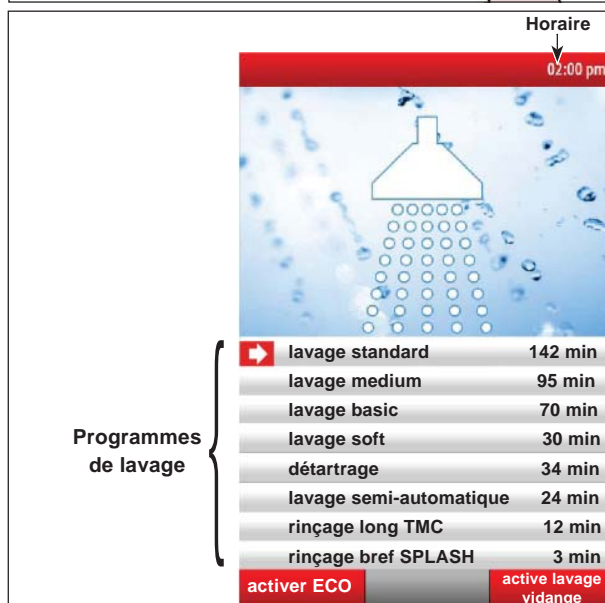 Horaire
02:00 pm
Programmes
de lavage
lavage standard 142 min
lavage medium 95 min
lavage basic 70 min
lavage soft 30 min
détartrage 34 min
lavage semi-automatique 24 min
rinçage long TMC 12 min
rinçage bref SPLASH 3 min
activer ECO
active lavage
vidange